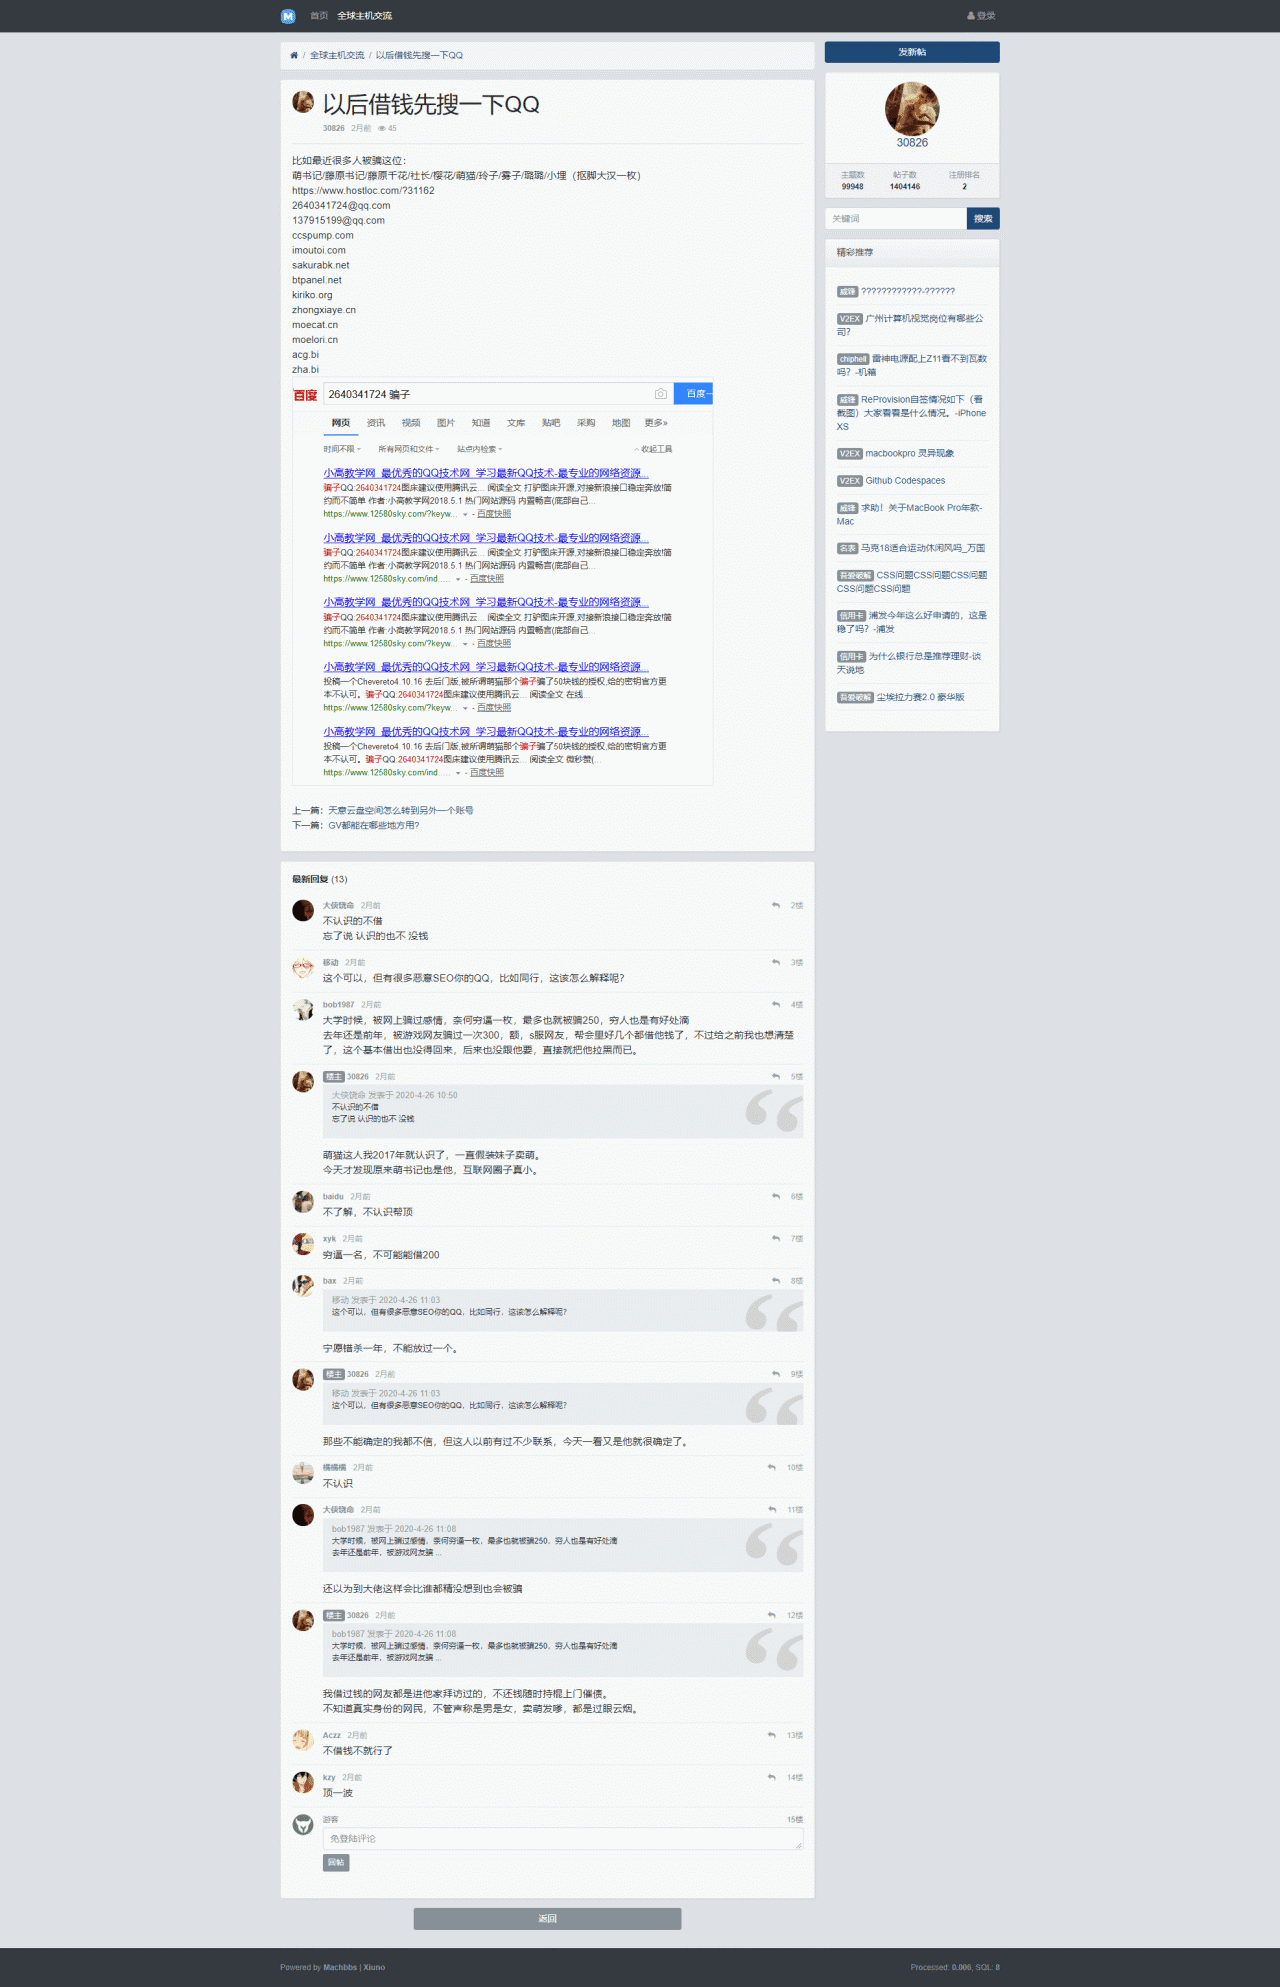 M 首页 全球主机交流 登录
/ 全球主机交流 / 以后借钱先搜一下QQ
以后借钱先搜一下QQ
30826 2月前 45
比如最近很多人被骗这位：
萌书记/藤原书记/藤原千花/社长/樱花/萌猫/玲子/雾子/璐璐/小埋（抠脚大汉一枚）
https://www.hostloc.com/?31162
2640341724@qq.com
137915199@qq.com
ccspump.com
imoutoi.com
sakurabk.net
btpanel.net
kiriko.org
zhongxiaye.cn
moecat.cn
moelori.cn
acg.bi
zha.bi
百度 2640341724 骗子 百度一
网页 资讯 视频 图片 知道 文库 贴吧 采购 地图 更多»
时间不限 所有网页和文件 站点内检索 收起工具
小高教学网_最优秀的QQ技术网_学习最新QQ技术-最专业的网络资源...
骗子QQ:2640341724图床建议使用腾讯云... 阅读全文 打驴图床开源,对接新浪接口稳定奔放!简
约而不简单 作者:小高教学网2018.5.1 热门网站源码 内置畅言(底部自己...
https://www.12580sky.com/?keyw... - 百度快照
小高教学网_最优秀的QQ技术网_学习最新QQ技术-最专业的网络资源...
骗子QQ:2640341724图床建议使用腾讯云... 阅读全文 打驴图床开源,对接新浪接口稳定奔放!简
约而不简单 作者:小高教学网2018.5.1 热门网站源码 内置畅言(底部自己...
https://www.12580sky.com/ind..... - 百度快照
小高教学网_最优秀的QQ技术网_学习最新QQ技术-最专业的网络资源...
骗子QQ:2640341724图床建议使用腾讯云... 阅读全文 打驴图床开源,对接新浪接口稳定奔放!简
约而不简单 作者:小高教学网2018.5.1 热门网站源码 内置畅言(底部自己...
https://www.12580sky.com/?keyw... - 百度快照
小高教学网_最优秀的QQ技术网_学习最新QQ技术-最专业的网络资源...
投稿一个Chevereto4.10.16 去后门版,被所谓萌猫那个骗子骗了50块钱的授权,给的密钥官方更
本不认可。骗子QQ:2640341724图床建议使用腾讯云... 阅读全文 在线...
https://www.12580sky.com/?keyw... - 百度快照
小高教学网_最优秀的QQ技术网_学习最新QQ技术-最专业的网络资源...
投稿一个Chevereto4.10.16 去后门版,被所谓萌猫那个骗子骗了50块钱的授权,给的密钥官方更
本不认可。骗子QQ:2640341724图床建议使用腾讯云... 阅读全文 微秒赞(...
https://www.12580sky.com/ind..... - 百度快照
上一篇：天意云盘空间怎么转到另外一个账号
下一篇：GV都能在哪些地方用?
最新回复 (13)
大侠饶命 2月前 2楼
不认识的不借
忘了说 认识的也不 没钱
移动 2月前 3楼
这个可以，但有很多恶意SEO你的QQ，比如同行，这该怎么解释呢?
bob1987 2月前 4楼
大学时候，被网上骗过感情，奈何穷逼一枚，最多也就被骗250，穷人也是有好处滴
去年还是前年，被游戏网友骗过一次300，额，s服网友，帮会里好几个都借他钱了，不过给之前我也想清楚
了，这个基本借出也没得回来，后来也没跟他要，直接就把他拉黑而已。
楼主 30826 2月前 5楼
大侠饶命 发表于 2020-4-26 10:50
不认识的不借
忘了说 认识的也不 没钱
萌猫这人我2017年就认识了，一直假装妹子卖萌。
今天才发现原来萌书记也是他，互联网圈子真小。
baidu 2月前 6楼
不了解，不认识帮顶
xyk 2月前 7楼
穷逼一名，不可能能借200
bax 2月前 8楼
移动 发表于 2020-4-26 11:03
这个可以，但有很多恶意SEO你的QQ，比如同行，这该怎么解释呢?
宁愿错杀一年，不能放过一个。
楼主 30826 2月前 9楼
移动 发表于 2020-4-26 11:03
这个可以，但有很多恶意SEO你的QQ，比如同行，这该怎么解释呢?
那些不能确定的我都不信，但这人以前有过不少联系，今天一看又是他就很确定了。
2月前 10楼
不认识
大侠饶命 2月前 11楼
bob1987 发表于 2020-4-26 11:08
大学时候，被网上骗过感情，奈何穷逼一枚，最多也就被骗250，穷人也是有好处滴
去年还是前年，被游戏网友骗 ...
还以为到大佬这样会比谁都精没想到也会被骗
楼主 30826 2月前 12楼
bob1987 发表于 2020-4-26 11:08
大学时候，被网上骗过感情，奈何穷逼一枚，最多也就被骗250，穷人也是有好处滴
去年还是前年，被游戏网友骗 ...
我借过钱的网友都是进他家拜访过的，不还钱随时持棍上门催债。
不知道真实身份的网民，不管声称是男是女，卖萌发嗲，都是过眼云烟。
Aczz 2月前 13楼
不借钱不就行了
kzy 2月前 14楼
顶一波
游客 15楼
免登陆评论
回帖
返回
发新帖
30826
主题数 帖子数 注册排名
99948 1404146 2
关键词 搜索
精彩推荐
威锋 ????????????-??????
V2EX 广州计算机视觉岗位有哪些公
司?
chiphell 雷神电源配上Z11看不到瓦数
吗？-机箱
威锋 ReProvision自签情况如下（看
截图）大家看看是什么情况。-iPhone
XS
V2EX macbookpro 灵异现象
V2EX Github Codespaces
威锋 求助！关于MacBook Pro年款-
Mac
名表 马克18适合运动休闲风吗_万国
吾爱破解 CSS问题CSS问题CSS问题
CSS问题CSS问题
信用卡 浦发今年这么好申请的，这是
稳了吗？-浦发
信用卡 为什么银行总是推荐理财-谈
天说地
吾爱破解 尘埃拉力赛2.0 豪华版
Powered by Machbbs | Xiuno Processed: 0.006, SQL: 8